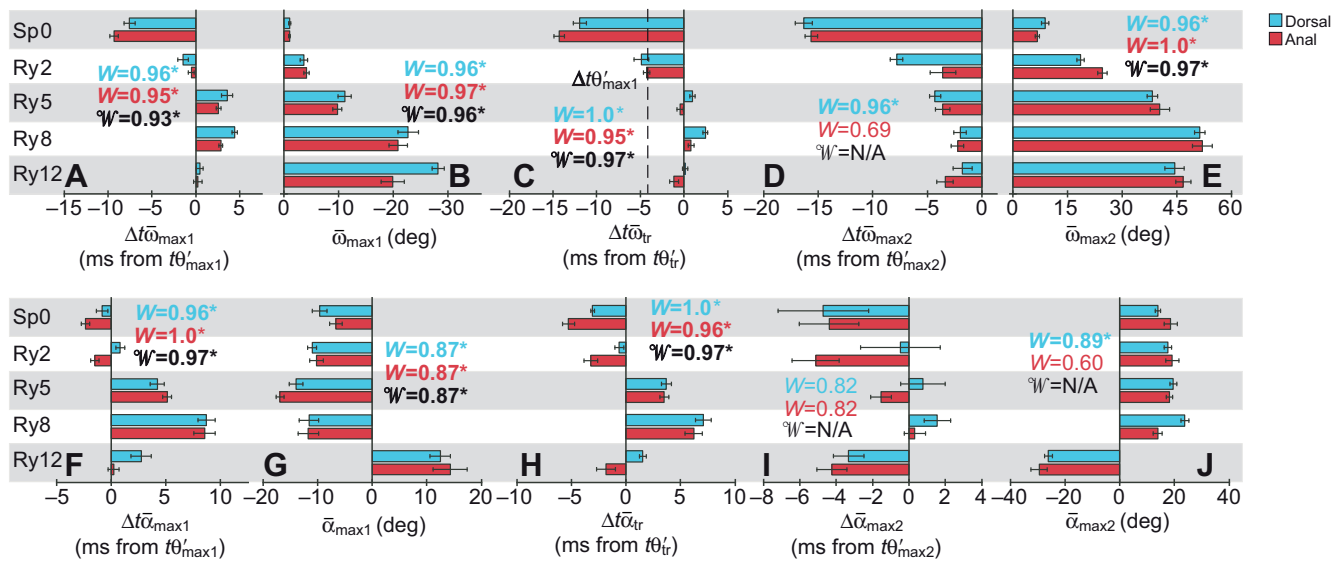 Dorsal
Anal
Sp0
Ry2
Ry5
Ry8
Ry12
W=0.96*
W=0.95*
°W=0.93*
A
−15 −10 −5 0 5
Δtω̄max1
(ms from tθ′max1)
W=0.96*
W=0.97*
°W=0.96*
B
0 −10 −20 −30
ω̄max1 (deg)
Δtθ′max1
W=1.0*
W=0.95*
°W=0.97*
C
−15 −10 −5 0 5
Δtω̄tr
(ms from tθ′tr)
W=0.96*
W=0.69
°W=N/A
D
−20 −15 −10 −5 0
Δtω̄max2
(ms from tθ′max2)
W=0.96*
W=1.0*
°W=0.97*
E
0 15 30 45 60
ω̄max2 (deg)
Sp0
Ry2
Ry5
Ry8
Ry12
W=0.96*
W=1.0*
°W=0.97*
F
−5 0 5 10
Δtᾱmax1
(ms from tθ′max1)
W=0.87*
W=0.87*
°W=0.87*
G
−20 −10 0 10 20
ᾱmax1 (deg)
W=1.0*
W=0.96*
°W=0.97*
H
−10 −5 0 5 10
Δtᾱtr
(ms from tθ′tr)
W=0.82
W=0.82
°W=N/A
I
−8 −6 −4 −2 0 2 4
Δᾱmax2
(ms from tθ′max2)
W=0.89*
W=0.60
°W=N/A
J
−40 −20 0 20 40
ᾱmax2 (deg)